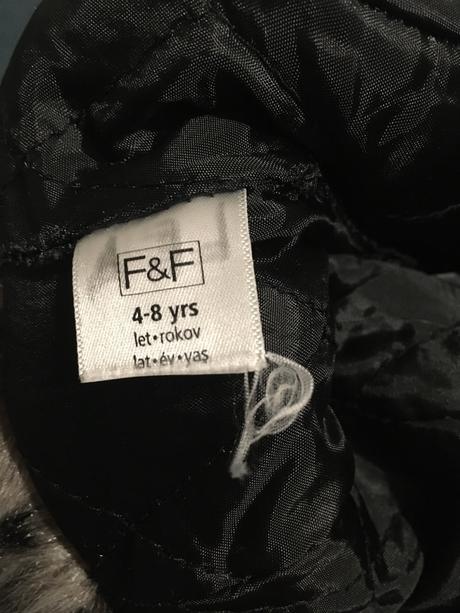 F&F
4-8 yrs
let•rokov
lat•év•yaş